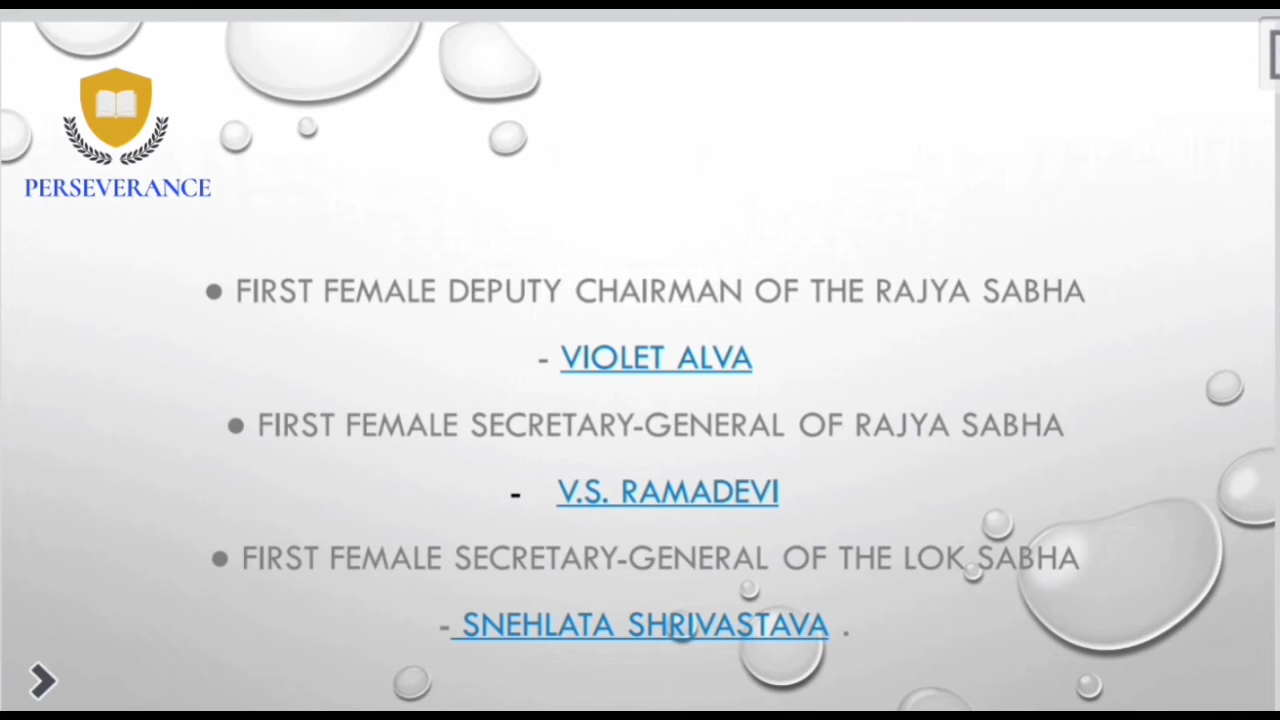 PERSEVERANCE
● FIRST FEMALE DEPUTY CHAIRMAN OF THE RAJYA SABHA
- VIOLET ALVA
● FIRST FEMALE SECRETARY-GENERAL OF RAJYA SABHA
- V.S. RAMADEVI
● FIRST FEMALE SECRETARY-GENERAL OF THE LOK SABHA
- SNEHLATA SHRIVASTAVA .